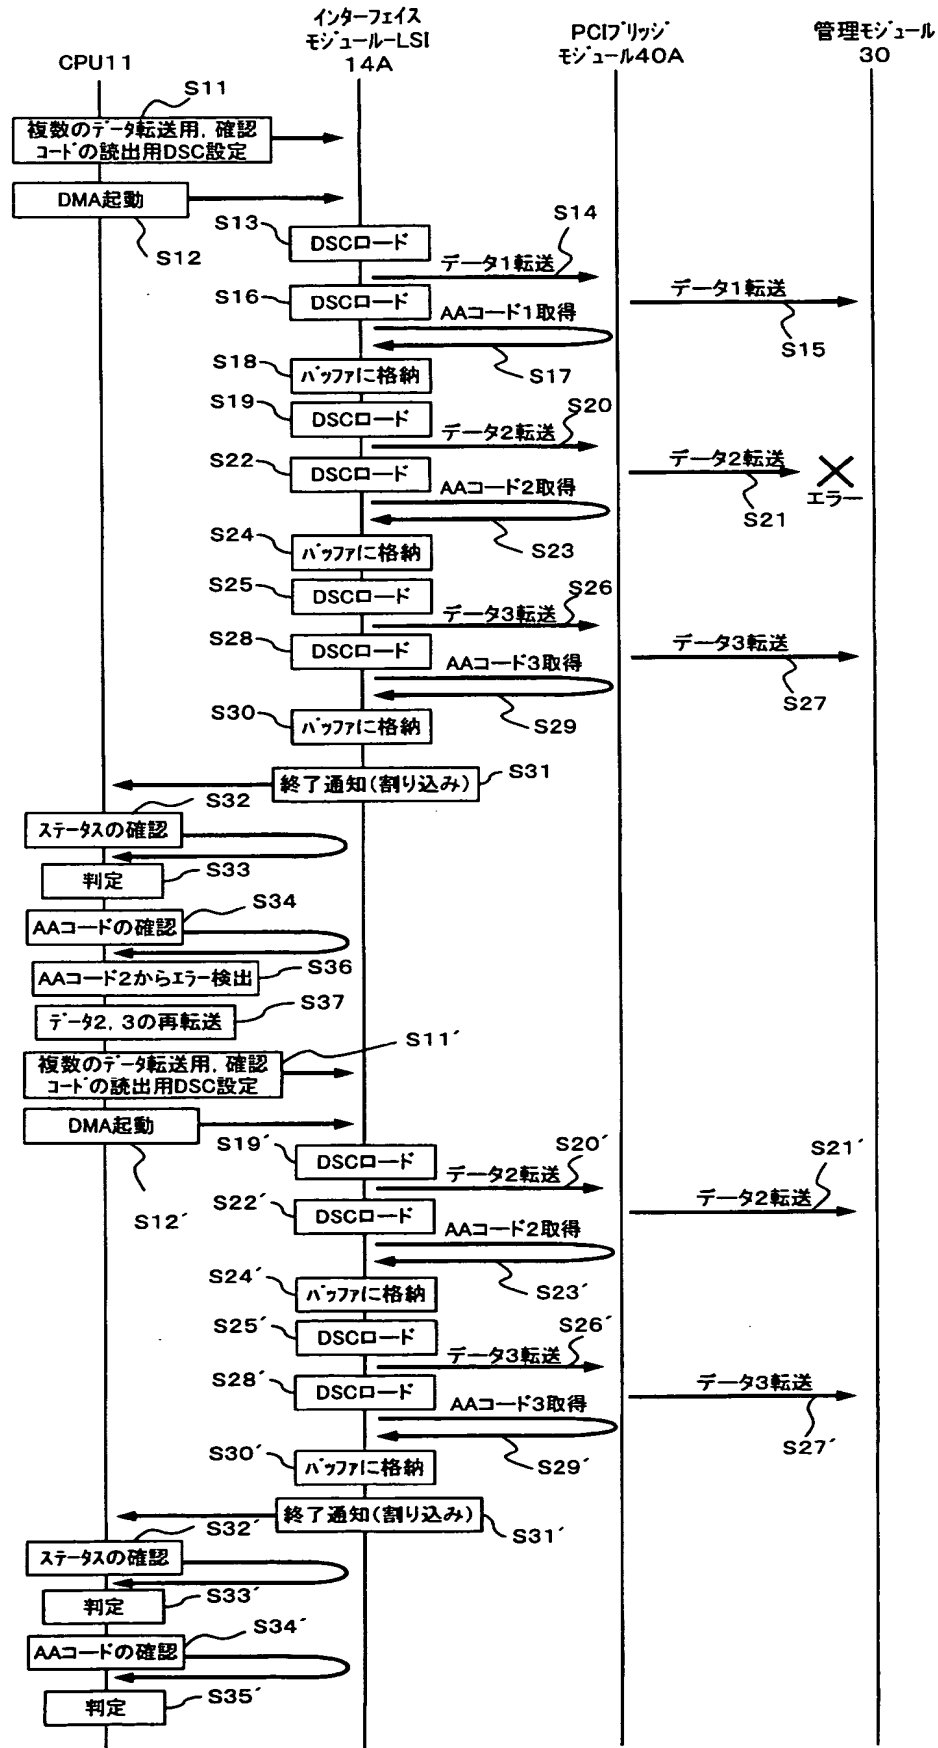 CPU11
インターフェイス
モジュール-LSI
14A
PCIブリッジ
モジュール40A
管理モジュール
30
S11
複数のデータ転送用,確認
コードの読出用DSC設定
DMA起動
S12
S13
DSCロード
S14
データ1転送
S16
DSCロード
データ1転送
S15
AAコード1取得
S17
S18
バッファに格納
S19
DSCロード
S20
データ2転送
S22
DSCロード
データ2転送
エラー
S21
AAコード2取得
S23
S24
バッファに格納
S25
DSCロード
S26
データ3転送
S28
DSCロード
データ3転送
S27
AAコード3取得
S29
S30
バッファに格納
終了通知(割り込み)
S31
S32
ステータスの確認
S33
判定
S34
AAコードの確認
AAコード2からエラー検出
S36
データ2,3の再転送
S37
S11´
複数のデータ転送用,確認
コードの読出用DSC設定
DMA起動
S12´
S19´
DSCロード
S20´
データ2転送
S21´
データ2転送
S22´
DSCロード
AAコード2取得
S23´
S24´
バッファに格納
S25´
DSCロード
S26´
データ3転送
S28´
DSCロード
データ3転送
S27´
AAコード3取得
S29´
S30´
バッファに格納
終了通知(割り込み)
S31´
S32´
ステータスの確認
S33´
判定
S34´
AAコードの確認
S35´
判定